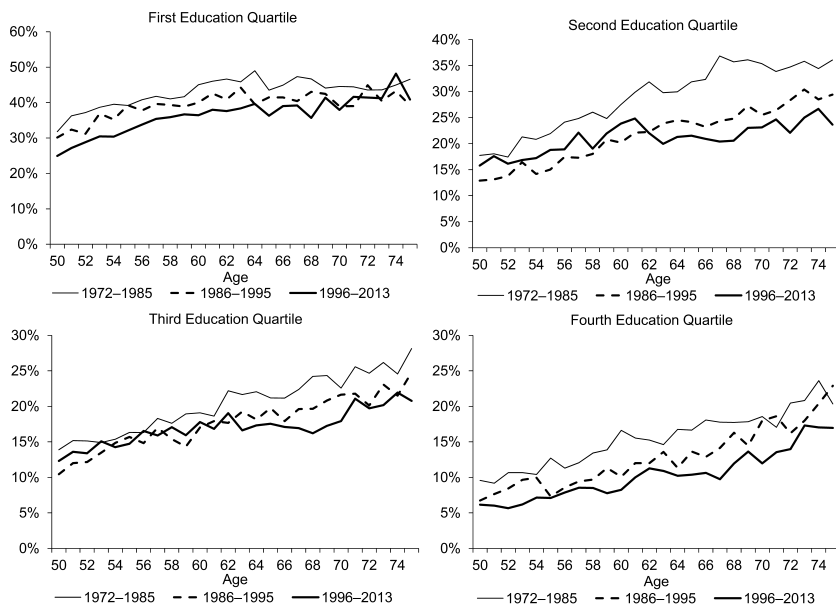 First Education Quartile
60%
50%
40%
30%
20%
10%
0%
50 52 54 56 58 60 62 64 66 68 70 72 74
Age
1972–1985 1986–1995 1996–2013
Second Education Quartile
40%
35%
30%
25%
20%
15%
10%
5%
0%
50 52 54 56 58 60 62 64 66 68 70 72 74
Age
1972–1985 1986–1995 1996–2013
Third Education Quartile
30%
25%
20%
15%
10%
5%
0%
50 52 54 56 58 60 62 64 66 68 70 72 74
Age
1972–1985 1986–1995 1996–2013
Fourth Education Quartile
30%
25%
20%
15%
10%
5%
0%
50 52 54 56 58 60 62 64 66 68 70 72 74
Age
1972–1985 1986–1995 1996–2013